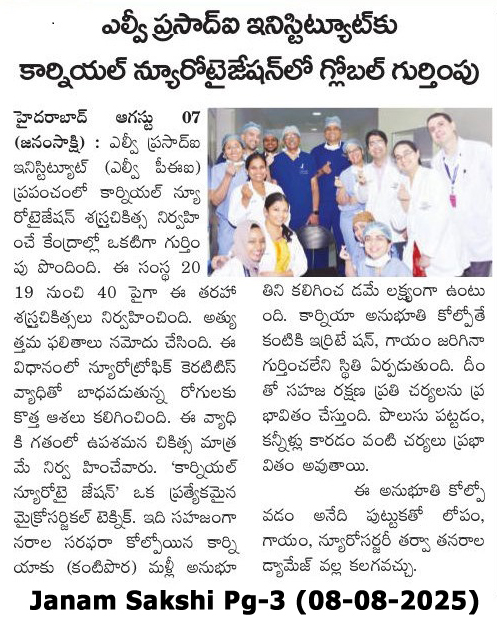 ఎల్వీ ప్రసాద్ఐ ఇనిస్టిట్యూట్‌కు
కార్నియల్ న్యూరోటైజేషన్‌లో గ్లోబల్ గుర్తింపు
హైదరాబాద్ ఆగస్టు 07
(జనంసాక్షి) : ఎల్వీ ప్రసాద్ఐ
ఇనిస్టిట్యూట్ (ఎల్వీ పీఈఐ)
ప్రపంచంలో కార్నియల్ న్యూ
రోటైజేషన్ శస్త్రచికిత్స నిర్వహి
ంచే కేంద్రాల్లో ఒకటిగా గుర్తిం
పు పొందింది. ఈ సంస్థ 20
19 నుంచి 40 పైగా ఈ తరహా
శస్త్రచికిత్సలు నిర్వహించింది. అత్యు
త్తమ ఫలితాలు నమోదు చేసింది. ఈ
విధానంలో న్యూరోట్రోఫిక్ కెరటిటిస్
వ్యాధితో బాధపడుతున్న రోగులకు
కొత్త ఆశలు కలిగించింది. ఈ వ్యాధి
కి గతంలో ఉపశమన చికిత్స మాత్ర
మే నిర్వ హించేవారు. 'కార్నియల్
న్యూరోటై జేషన్' ఒక ప్రత్యేకమైన
మైక్రోసర్జికల్ టెక్నిక్. ఇది సహజంగా
నరాల సరఫరా కోల్పోయిన కార్ని
యాకు (కంటిపొర) మళ్లీ అనుభూ
తిని కలిగించ డమే లక్ష్యంగా ఉంటు
ంది. కార్నియా అనుభూతి కోల్పోతే
కంటికి ఇర్రిటే షన్, గాయం జరిగినా
గుర్తించలేని స్థితి ఏర్పడుతుంది. దీం
తో సహజ రక్షణ ప్రతి చర్యలను ప్ర
భావితం చేస్తుంది. పొలుసు పట్టడం,
కన్నీళ్లు కారడం వంటి చర్యలు ప్రభా
వితం అవుతాయి.
ఈ అనుభూతి కోల్పో
వడం అనేది పుట్టుకతో లోపం,
గాయం, న్యూరోసర్జరీ తర్వా తనరాల
డ్యామేజ్ వల్ల కలగవచ్చు.
Janam Sakshi Pg-3 (08-08-2025)